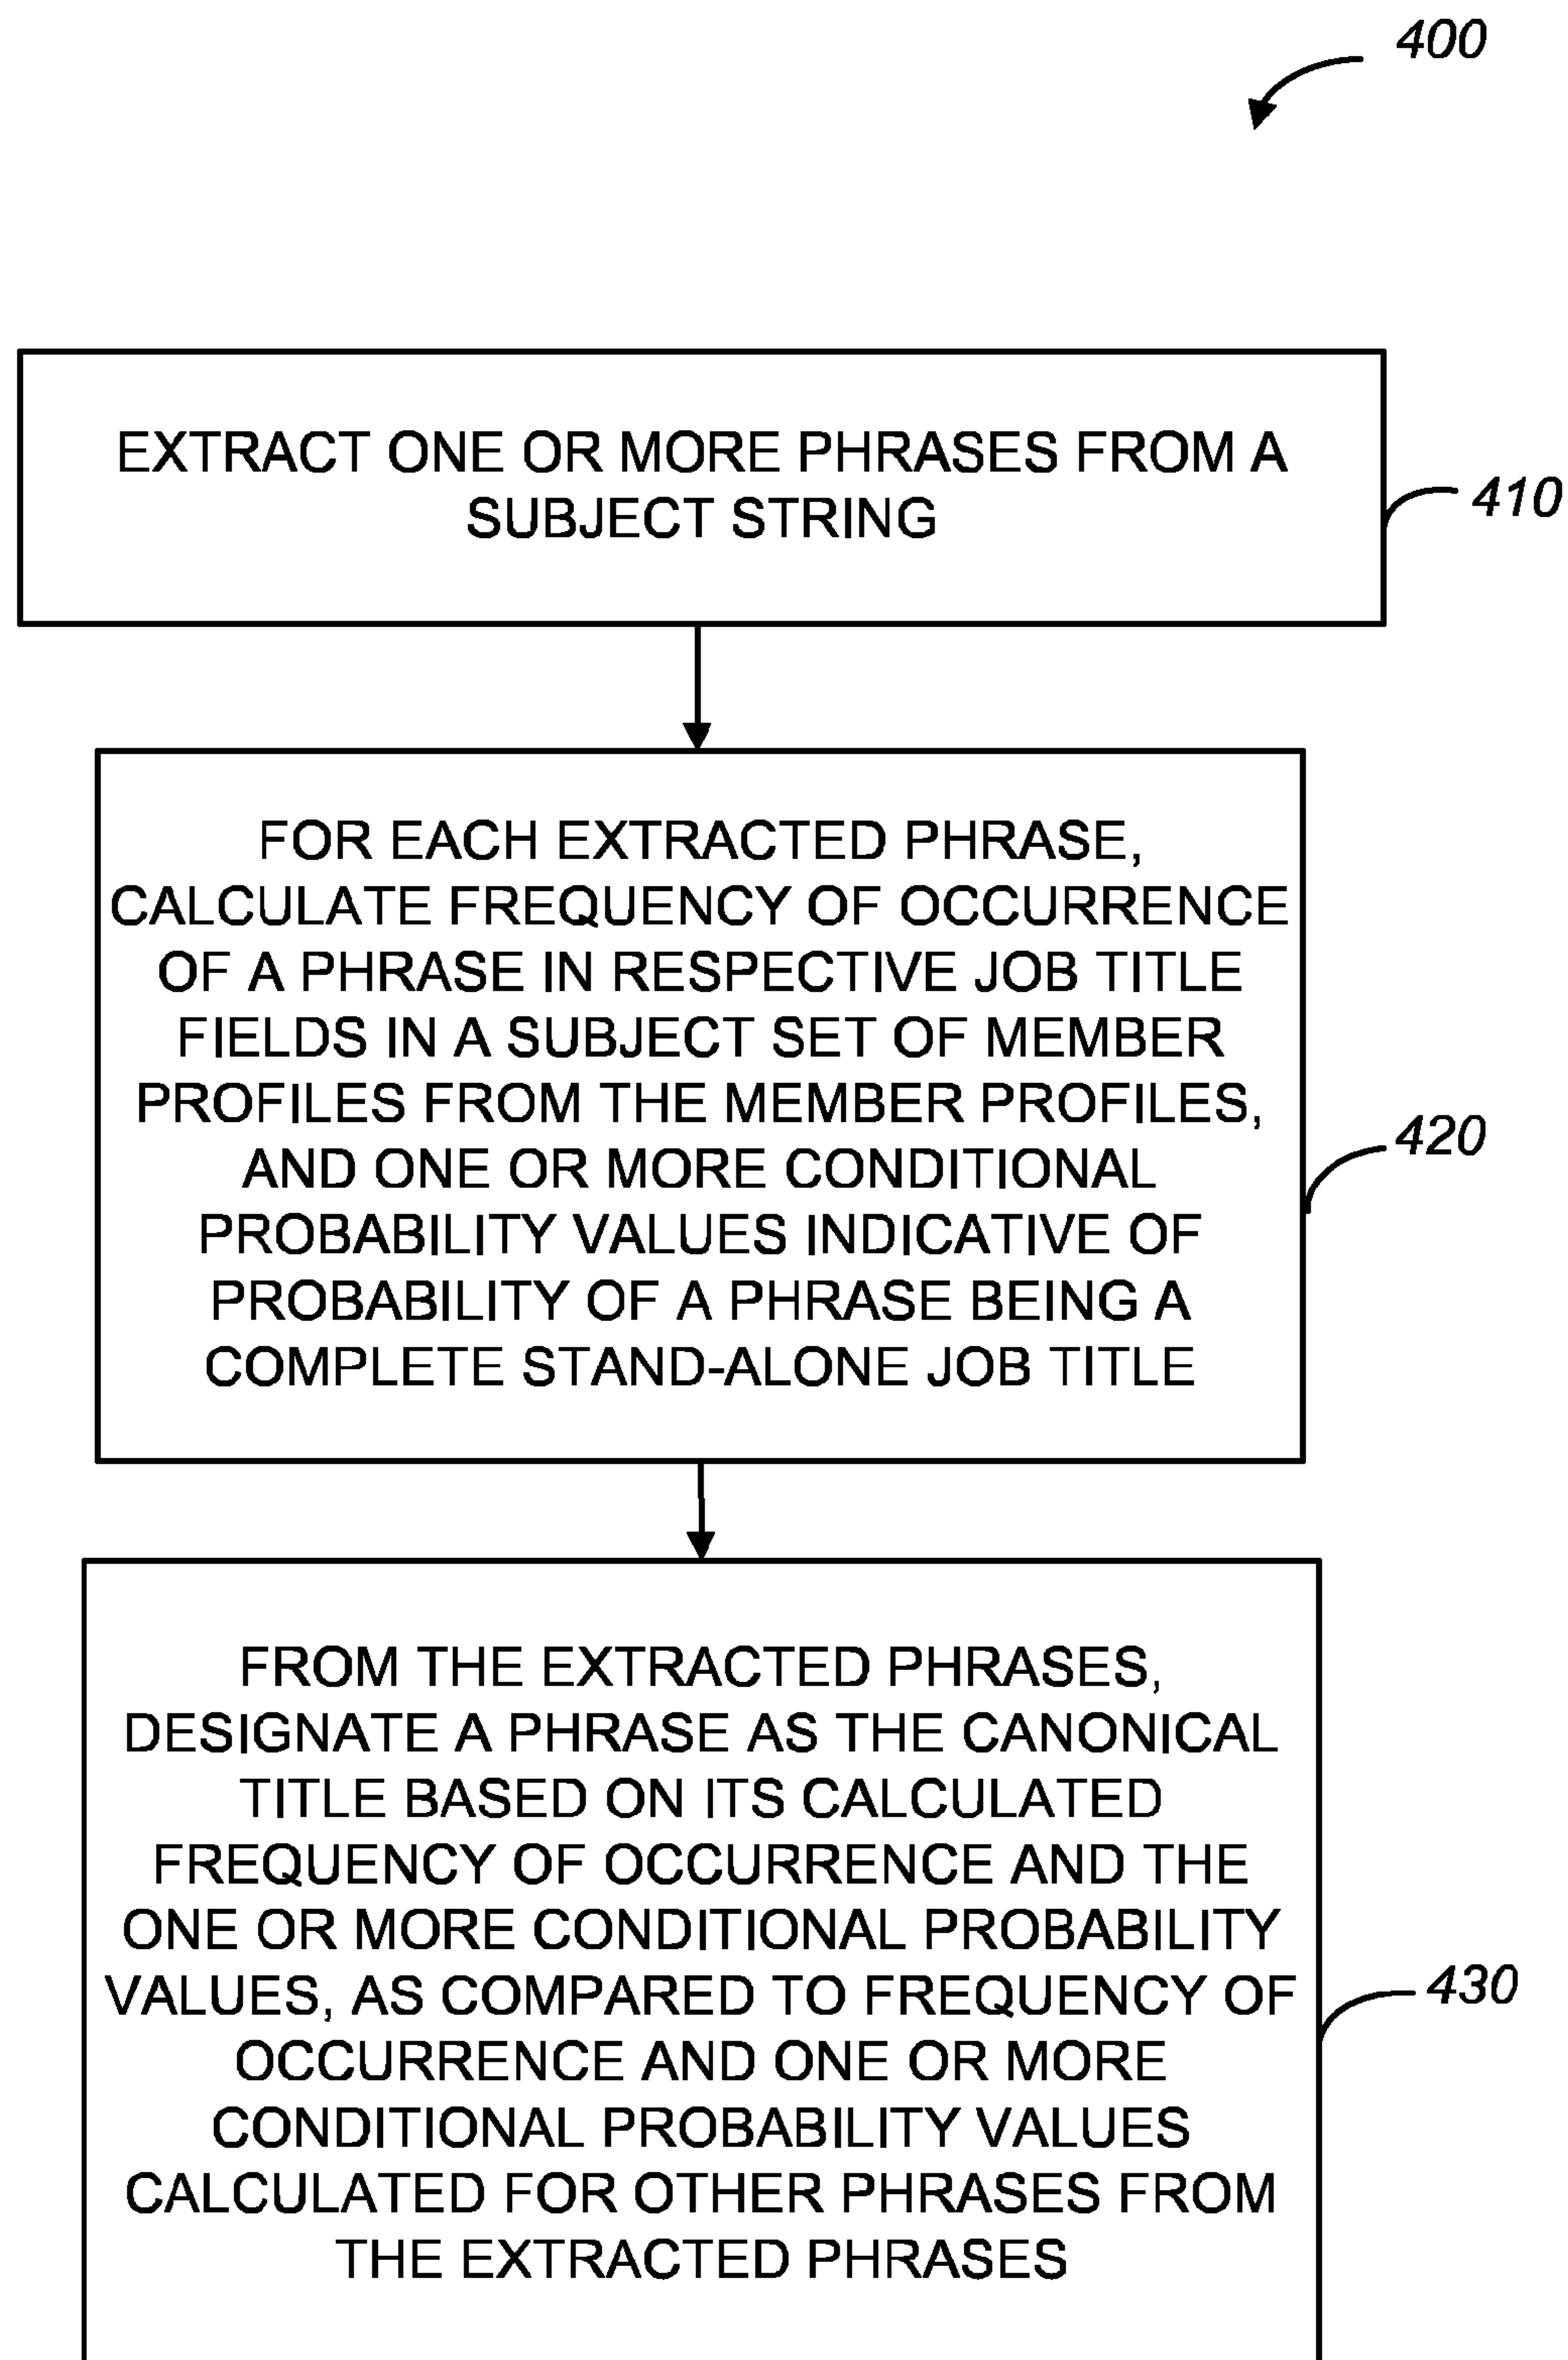 400
EXTRACT ONE OR MORE PHRASES FROM A
SUBJECT STRING
410
FOR EACH EXTRACTED PHRASE,
CALCULATE FREQUENCY OF OCCURRENCE
OF A PHRASE IN RESPECTIVE JOB TITLE
FIELDS IN A SUBJECT SET OF MEMBER
PROFILES FROM THE MEMBER PROFILES,
AND ONE OR MORE CONDITIONAL
PROBABILITY VALUES INDICATIVE OF
PROBABILITY OF A PHRASE BEING A
COMPLETE STAND-ALONE JOB TITLE
420
FROM THE EXTRACTED PHRASES,
DESIGNATE A PHRASE AS THE CANONICAL
TITLE BASED ON ITS CALCULATED
FREQUENCY OF OCCURRENCE AND THE
ONE OR MORE CONDITIONAL PROBABILITY
VALUES, AS COMPARED TO FREQUENCY OF
OCCURRENCE AND ONE OR MORE
CONDITIONAL PROBABILITY VALUES
CALCULATED FOR OTHER PHRASES FROM
THE EXTRACTED PHRASES
430